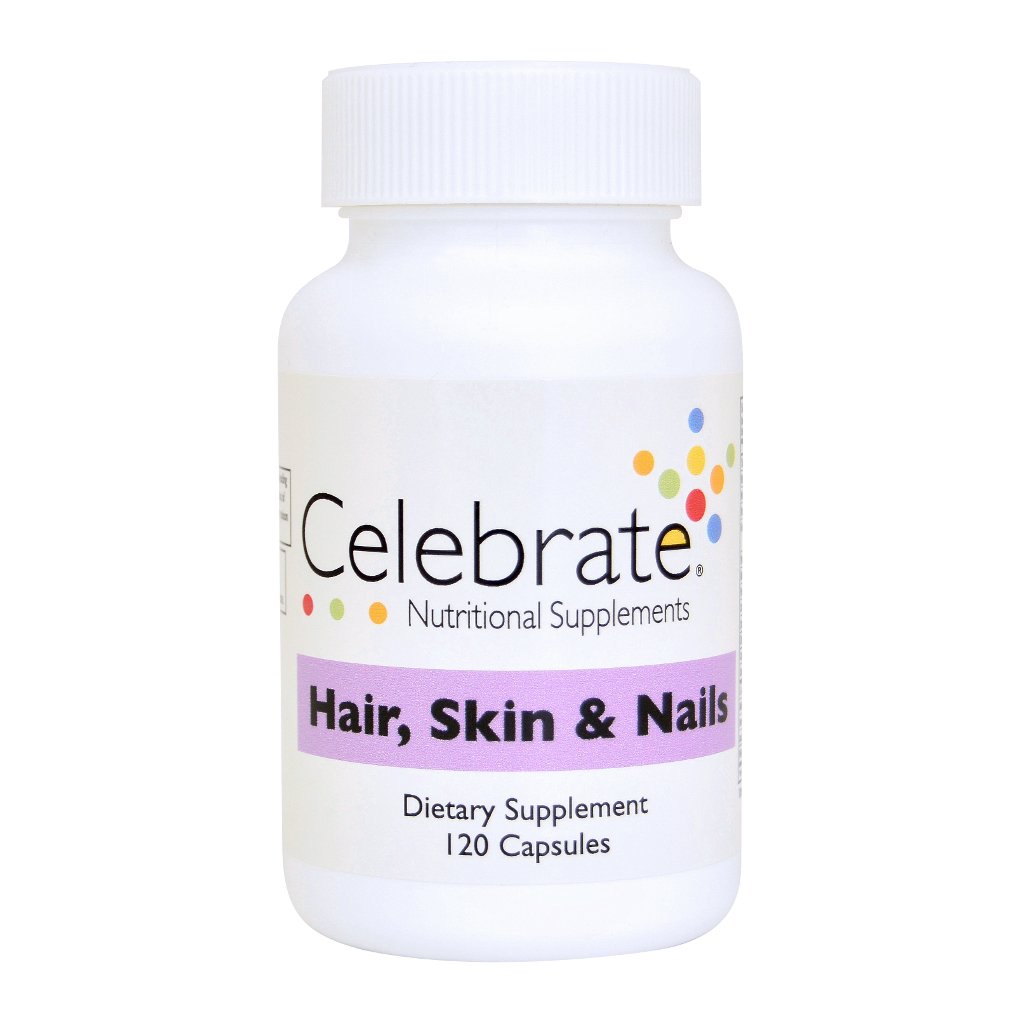 Celebrate®
Nutritional Supplements
Hair, Skin & Nails
Dietary Supplement
120 Capsules